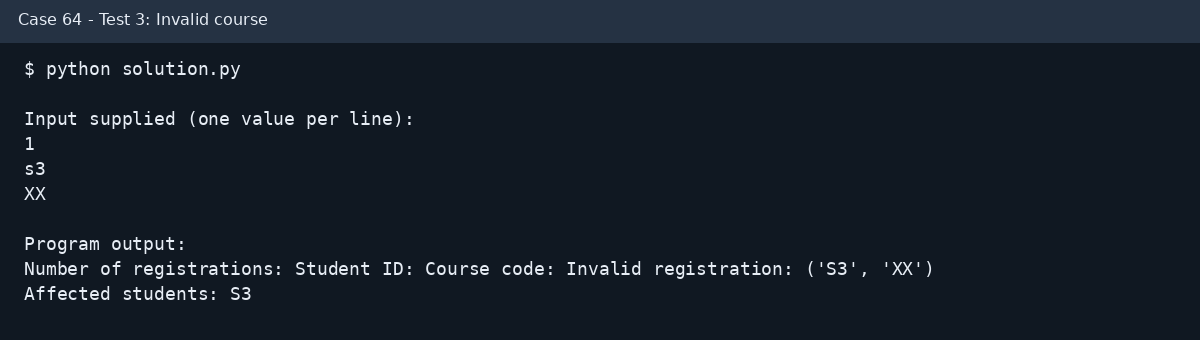 Case 64 - Test 3: Invalid course
$ python solution.py
Input supplied (one value per line):
1
s3
XX
Program output:
Number of registrations: Student ID: Course code: Invalid registration: ('S3', 'XX')
Affected students: S3